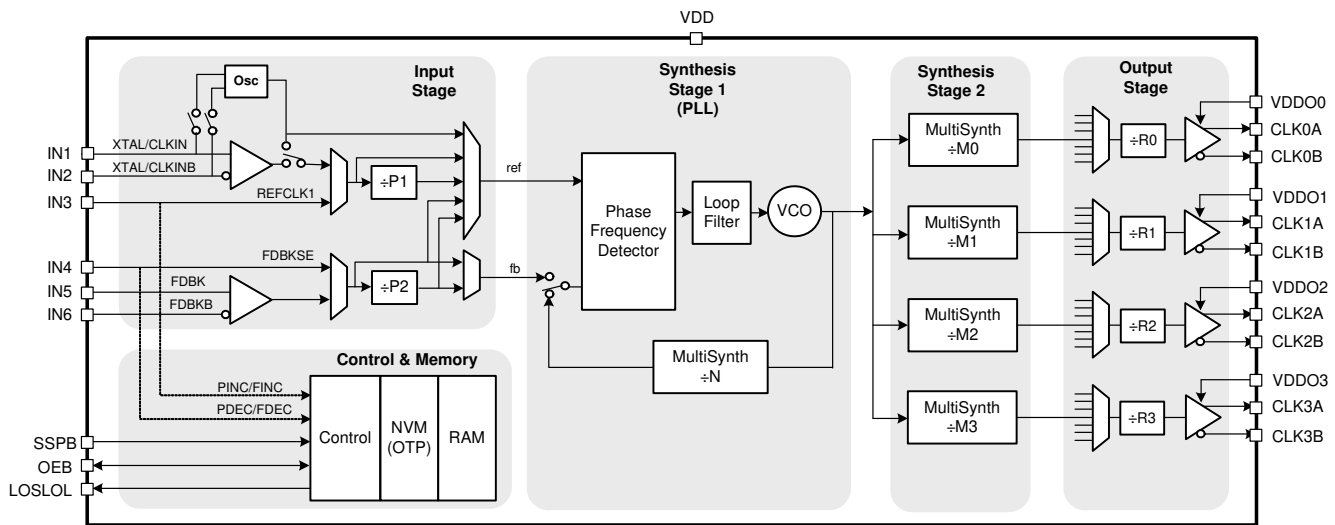 VDD
Input
Stage
Osc
IN1
XTAL/CLKIN
IN2
XTAL/CLKINB
IN3
REFCLK1
÷P1
ref
IN4
FDBKSE
IN5
FDBK
IN6
FDBKB
÷P2
fb
Control & Memory
PINC/FINC
PDEC/FDEC
SSPB
OEB
LOSLOL
Control
NVM
(OTP)
RAM
Synthesis
Stage 1
(PLL)
Phase
Frequency
Detector
Loop
Filter
VCO
MultiSynth
÷N
Synthesis
Stage 2
MultiSynth
÷M0
MultiSynth
÷M1
MultiSynth
÷M2
MultiSynth
÷M3
Output
Stage
÷R0
VDDO0
CLK0A
CLK0B
÷R1
VDDO1
CLK1A
CLK1B
÷R2
VDDO2
CLK2A
CLK2B
÷R3
VDDO3
CLK3A
CLK3B